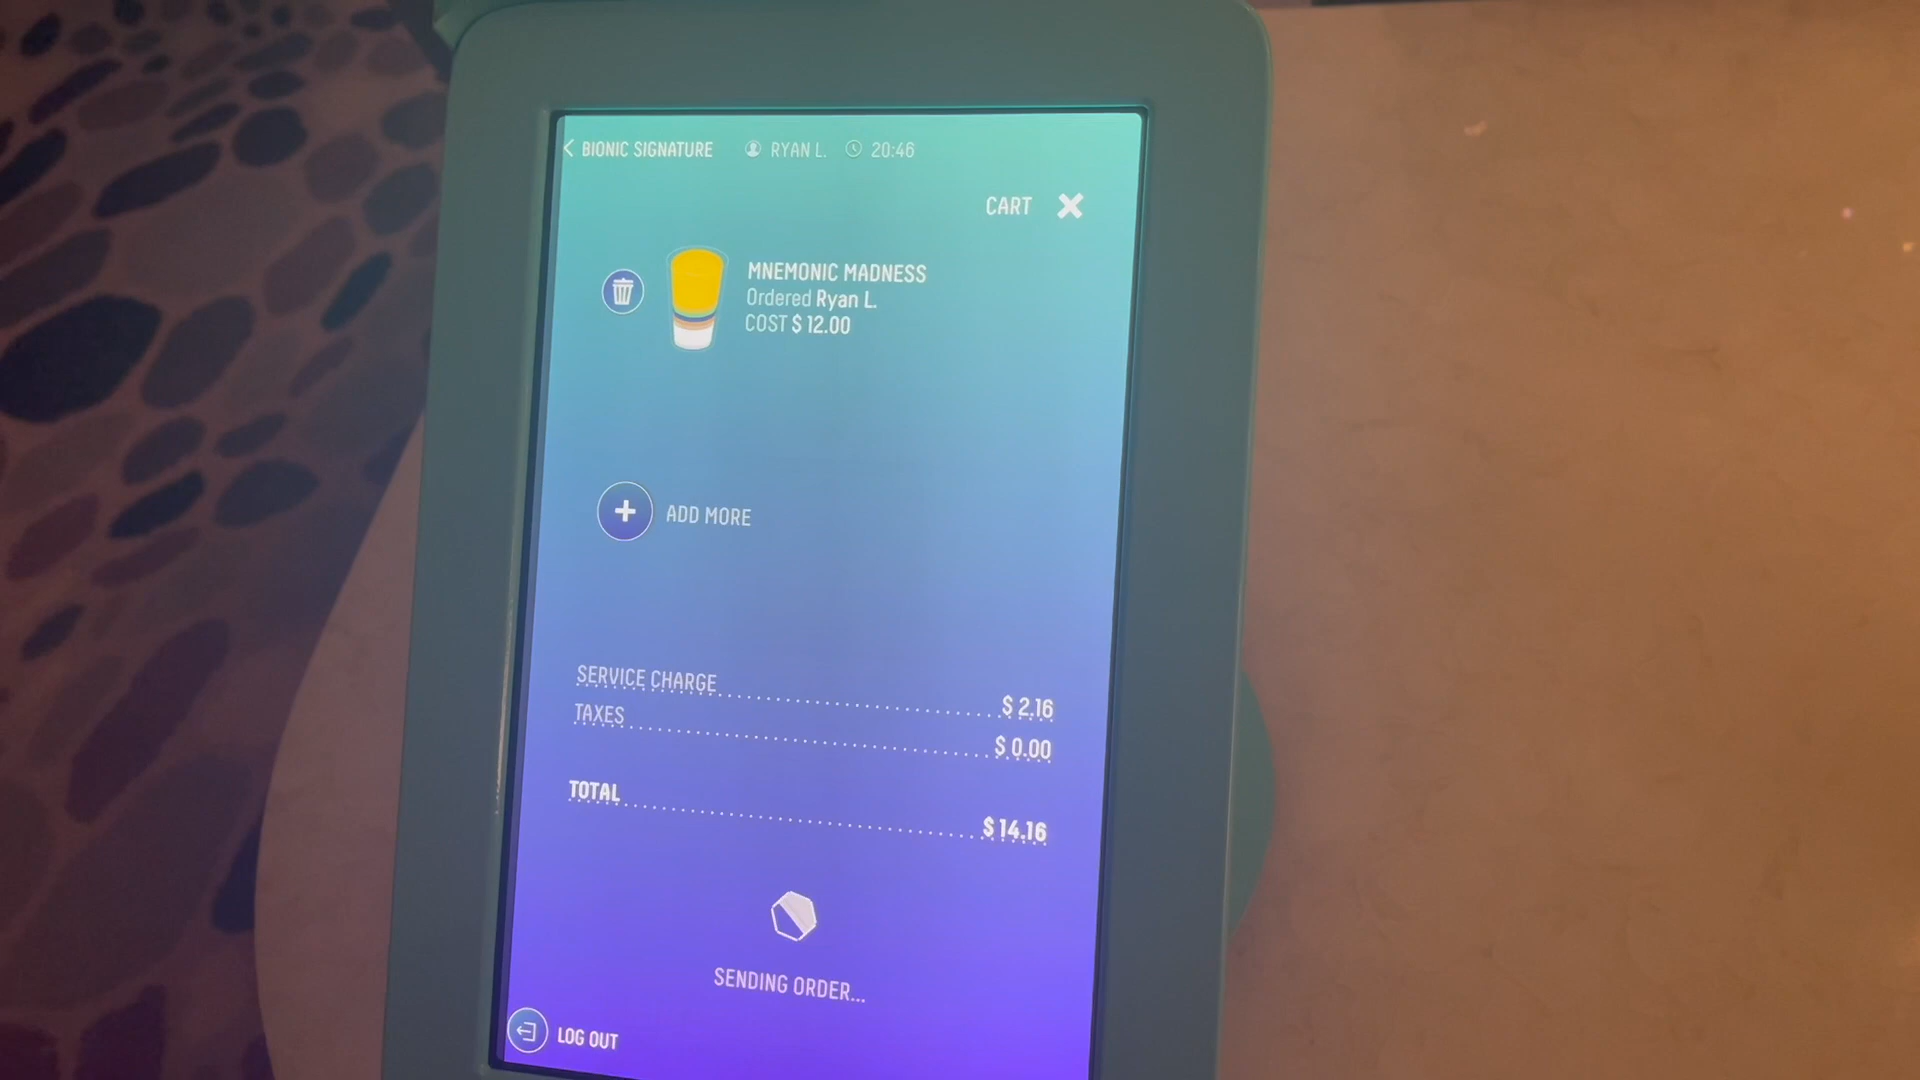 BIONIC SIGNATURE RYAN L. 20:46
CART
MNEMONIC MADNESS
Ordered Ryan L.
COST $ 12.00
ADD MORE
SERVICE CHARGE $ 2.16
TAXES $ 0.00
TOTAL $ 14.16
SENDING ORDER...
LOG OUT